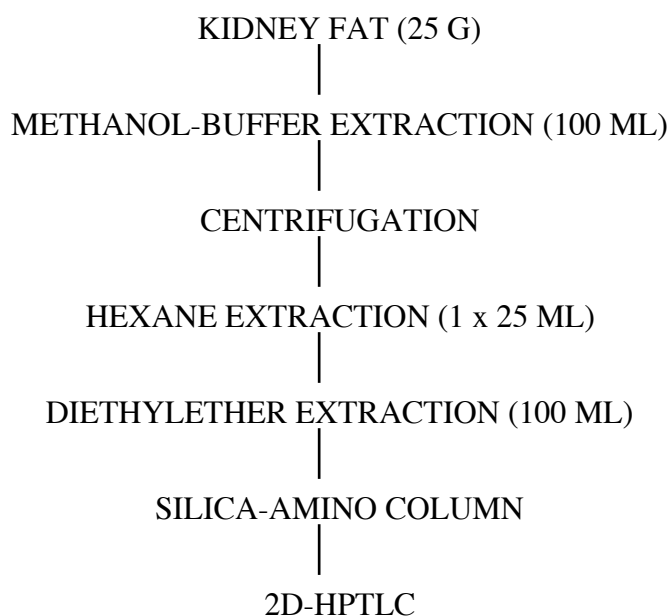 KIDNEY FAT (25 G)
METHANOL-BUFFER EXTRACTION (100 ML)
CENTRIFUGATION
HEXANE EXTRACTION (1 x 25 ML)
DIETHYLETHER EXTRACTION (100 ML)
SILICA-AMINO COLUMN
2D-HPTLC